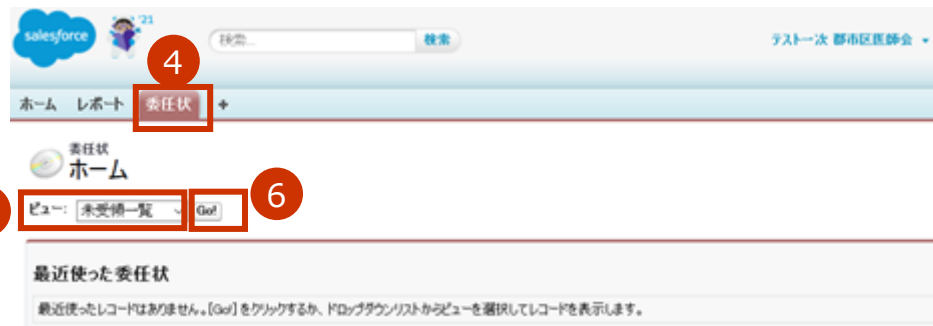 salesforce
'21
検索...
検索
テスト一次 郡市区医師会
4
ホーム レポート 委任状 +
委任状
ホーム
ビュー: 未受領一覧 Go!
6
最近使った委任状
最近使ったレコードはありません。[Go!] をクリックするか、ドロップダウンリストからビューを選択してレコードを表示します。